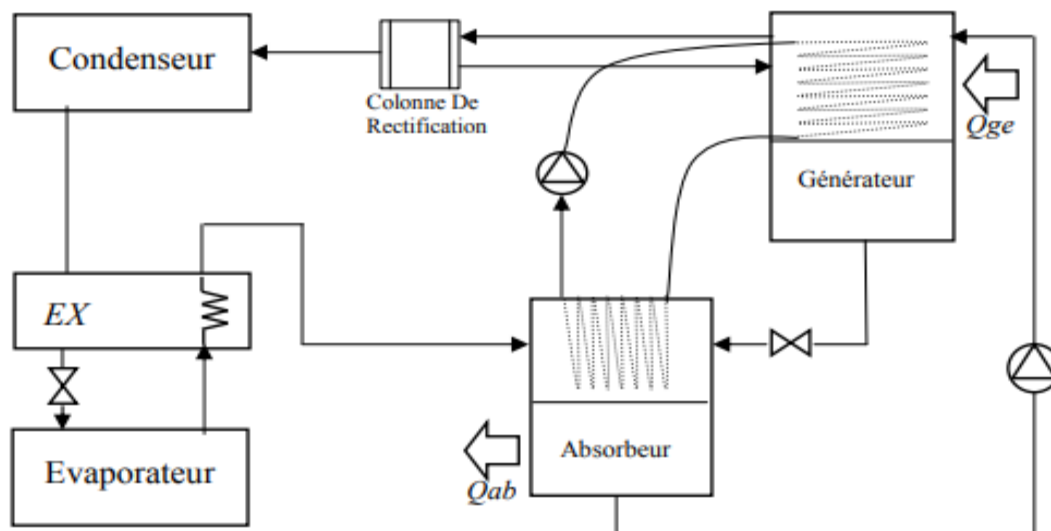 Condenseur
Colonne De
Rectification
Qge
Générateur
EX
Absorbeur
Evaporateur
Qab